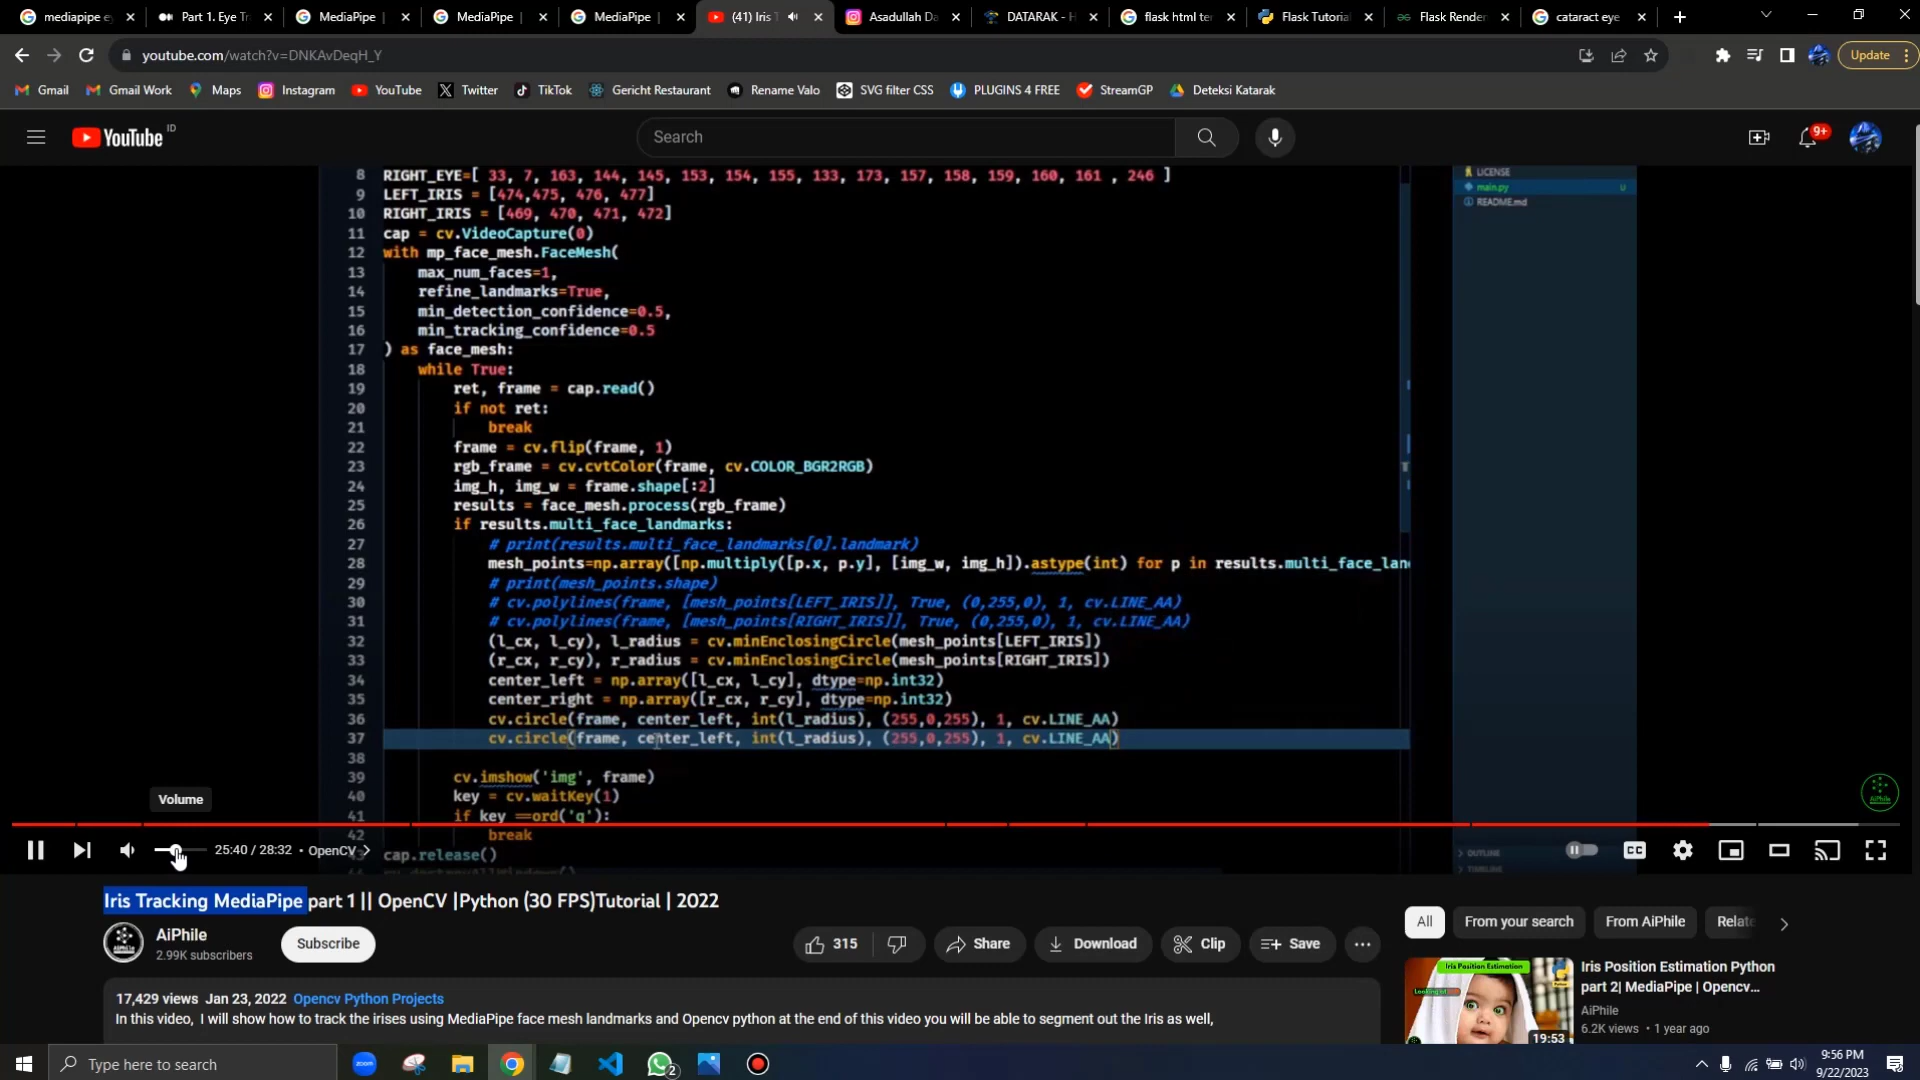 mediapipe ey
Part 1. Eye Tr
MediaPipe
MediaPipe
MediaPipe
(41) Iris T
Asadullah Da
DATARAK - H
flask html te
Flask Tutorial
Flask Render
cataract eye
youtube.com/watch?v=DNKAvDeqH_Y
Update
Gmail
Gmail Work
Maps
Instagram
YouTube
Twitter
TikTok
Gericht Restaurant
Rename Valo
SVG filter CSS
PLUGINS 4 FREE
StreamGP
Deteksi Katarak
YouTube ID
Search
9+
8 RIGHT_EYE=[ 33, 7, 163, 144, 145, 153, 154, 155, 133, 173, 157, 158, 159, 160, 161 , 246 ]
9 LEFT_IRIS = [474,475, 476, 477]
10 RIGHT_IRIS = [469, 470, 471, 472]
11 cap = cv.VideoCapture(0)
12 with mp_face_mesh.FaceMesh(
13 max_num_faces=1,
14 refine_landmarks=True,
15 min_detection_confidence=0.5,
16 min_tracking_confidence=0.5
17 ) as face_mesh:
18 while True:
19 ret, frame = cap.read()
20 if not ret:
21 break
22 frame = cv.flip(frame, 1)
23 rgb_frame = cv.cvtColor(frame, cv.COLOR_BGR2RGB)
24 img_h, img_w = frame.shape[:2]
25 results = face_mesh.process(rgb_frame)
26 if results.multi_face_landmarks:
27 # print(results.multi_face_landmarks[0].landmark)
28 mesh_points=np.array([np.multiply([p.x, p.y], [img_w, img_h]).astype(int) for p in results.multi_face_lan
29 # print(mesh_points.shape)
30 # cv.polylines(frame, [mesh_points[LEFT_IRIS]], True, (0,255,0), 1, cv.LINE_AA)
31 # cv.polylines(frame, [mesh_points[RIGHT_IRIS]], True, (0,255,0), 1, cv.LINE_AA)
32 (l_cx, l_cy), l_radius = cv.minEnclosingCircle(mesh_points[LEFT_IRIS])
33 (r_cx, r_cy), r_radius = cv.minEnclosingCircle(mesh_points[RIGHT_IRIS])
34 center_left = np.array([l_cx, l_cy], dtype=np.int32)
35 center_right = np.array([r_cx, r_cy], dtype=np.int32)
36 cv.circle(frame, center_left, int(l_radius), (255,0,255), 1, cv.LINE_AA)
37 cv.circle(frame, center_left, int(l_radius), (255,0,255), 1, cv.LINE_AA)
38
39 cv.imshow('img', frame)
40 key = cv.waitKey(1)
41 if key ==ord('q'):
42 break
cap.release()
LICENSE
main.py U
README.md
OUTLINE
TIMELINE
AiPhile
Volume
25:40 / 28:32 • OpenCV
CC
Iris Tracking MediaPipe part 1 || OpenCV |Python (30 FPS)Tutorial | 2022
AiPhile
2.99K subscribers
Subscribe
315
Share
Download
Clip
Save
17,429 views Jan 23, 2022 Opencv Python Projects
In this video, I will show how to track the irises using MediaPipe face mesh landmarks and Opencv python at the end of this video you will be able to segment out the Iris as well,
All
From your search
From AiPhile
Relate
Iris Position Estimation
Looking at
19:53
Iris Position Estimation Python
part 2| MediaPipe | Opencv...
AiPhile
6.2K views • 1 year ago
Type here to search
zoom
2
9:56 PM
9/22/2023